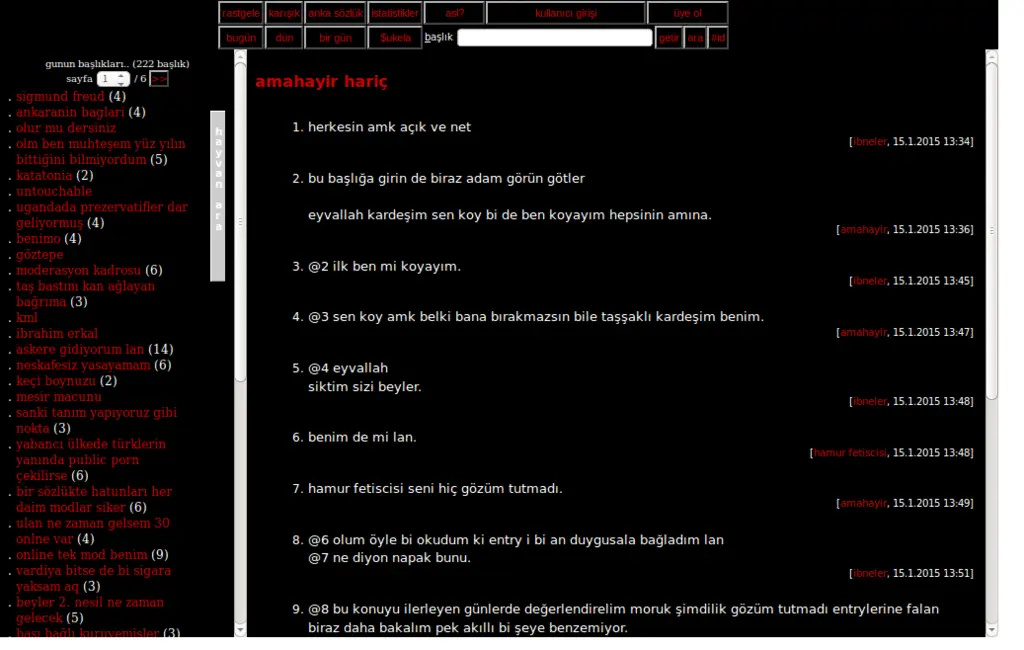 rastgele karışık anka sözlük istatistikler asl? kullanıcı girişi üye ol
bugün dün bir gün $ukela başlık getir ara #id
gunun başlıkları.. (222 başlık)
sayfa 1 / 6 >>
. sigmund freud (4)
. ankaranin baglari (4)
. olur mu dersiniz
. olm ben muhteşem yüz yılın
bittiğini bilmiyordum (5)
. katatonia (2)
. untouchable
. ugandada prezervatifler dar
geliyormuş (4)
. benimo (4)
. göztepe
. moderasyon kadrosu (6)
. taş bastım kan ağlayan
bağrıma (3)
. kml
. ibrahim erkal
. askere gidiyorum lan (14)
. neskafesiz yasayamam (6)
. keçi boynuzu (2)
. mesir macunu
. sanki tanım yapıyoruz gibi
nokta (3)
. yabancı ülkede türklerin
yanında public porn
çekilirse (6)
. bir sözlükte hatunları her
daim modlar siker (6)
. ulan ne zaman gelsem 30
onlne var (4)
. online tek mod benim (9)
. vardiya bitse de bi sigara
yaksam aq (3)
. beyler 2. nesil ne zaman
gelecek (5)
. başı bağlı kuruyemişler (3)
hayvan ara
amahayir hariç
1. herkesin amk açık ve net
[ibneler, 15.1.2015 13:34]
2. bu başlığa girin de biraz adam görün götler
eyvallah kardeşim sen koy bi de ben koyayım hepsinin amına.
[amahayir, 15.1.2015 13:36]
3. @2 ilk ben mi koyayım.
[ibneler, 15.1.2015 13:45]
4. @3 sen koy amk belki bana bırakmazsın bile taşşaklı kardeşim benim.
[amahayir, 15.1.2015 13:47]
5. @4 eyvallah
siktim sizi beyler.
[ibneler, 15.1.2015 13:48]
6. benim de mi lan.
[hamur fetiscisi, 15.1.2015 13:48]
7. hamur fetiscisi seni hiç gözüm tutmadı.
[amahayir, 15.1.2015 13:49]
8. @6 olum öyle bi okudum ki entry i bi an duygusala bağladım lan
@7 ne diyon napak bunu.
[ibneler, 15.1.2015 13:51]
9. @8 bu konuyu ilerleyen günlerde değerlendirelim moruk şimdilik gözüm tutmadı entrylerine falan
biraz daha bakalım pek akıllı bi şeye benzemiyor.